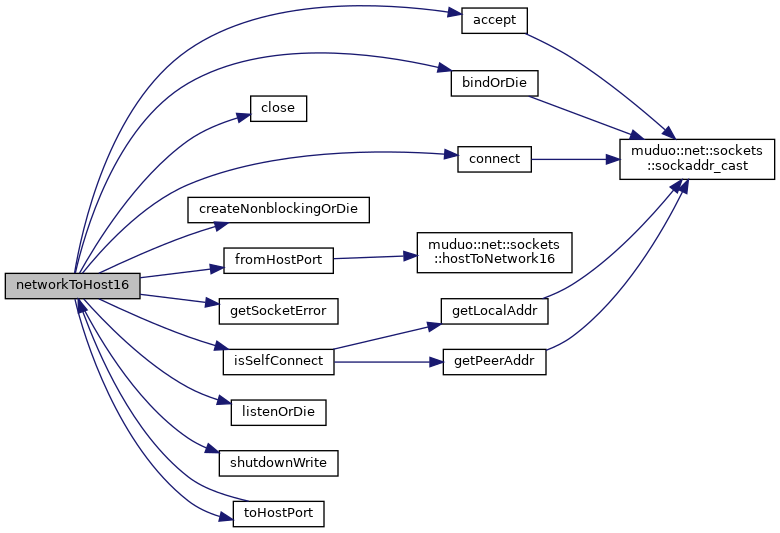 accept
bindOrDie
close
muduo::net::sockets
::sockaddr_cast
connect
createNonblockingOrDie
fromHostPort
muduo::net::sockets
::hostToNetwork16
networkToHost16
getSocketError
getLocalAddr
isSelfConnect
getPeerAddr
listenOrDie
shutdownWrite
toHostPort